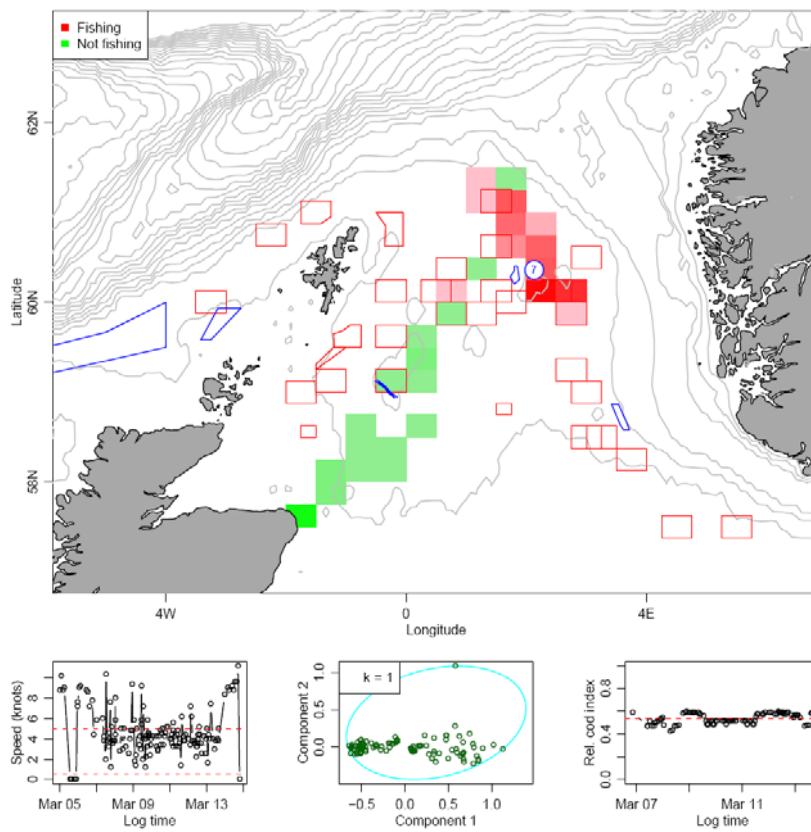 Fishing
Not fishing
62N
60N
58N
Latitude
7
4W
0
4E
Longitude
8
6
4
2
0
Speed (knots)
Mar 05
Mar 09
Mar 13
Log time
k = 1
1.0
0.5
0.0
Component 2
−0.5
0.0
0.5
1.0
Component 1
0.8
0.4
0.0
Rel. cod index
Mar 07
Mar 11
Log time